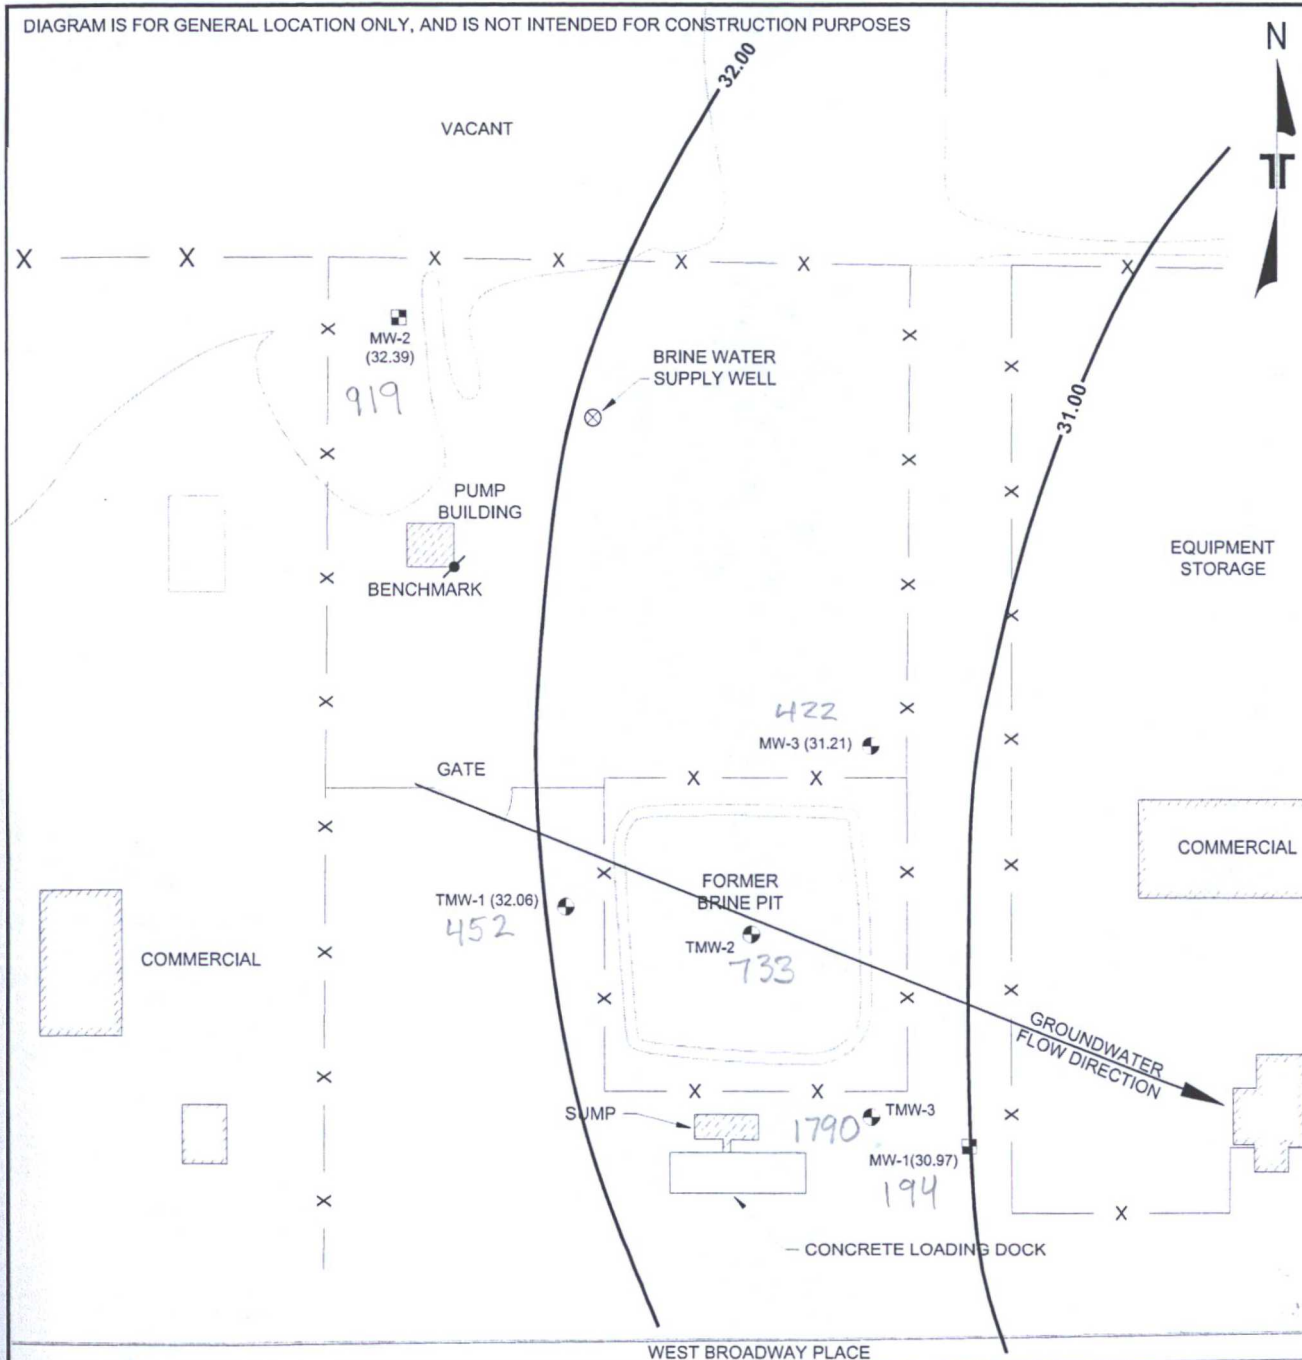 DIAGRAM IS FOR GENERAL LOCATION ONLY, AND IS NOT INTENDED FOR CONSTRUCTION PURPOSES
N
32.00
VACANT
X X X X X X X
MW-2
(32.39)
919
BRINE WATER
SUPPLY WELL
31.00
PUMP
BUILDING
BENCHMARK
EQUIPMENT
STORAGE
422
MW-3 (31.21)
GATE
X X
COMMERCIAL
FORMER
BRINE PIT
TMW-1 (32.06)
452
TMW-2
733
COMMERCIAL
GROUNDWATER
FLOW DIRECTION
X X
SUMP
1790
TMW-3
MW-1(30.97)
194
X
CONCRETE LOADING DOCK
WEST BROADWAY PLACE